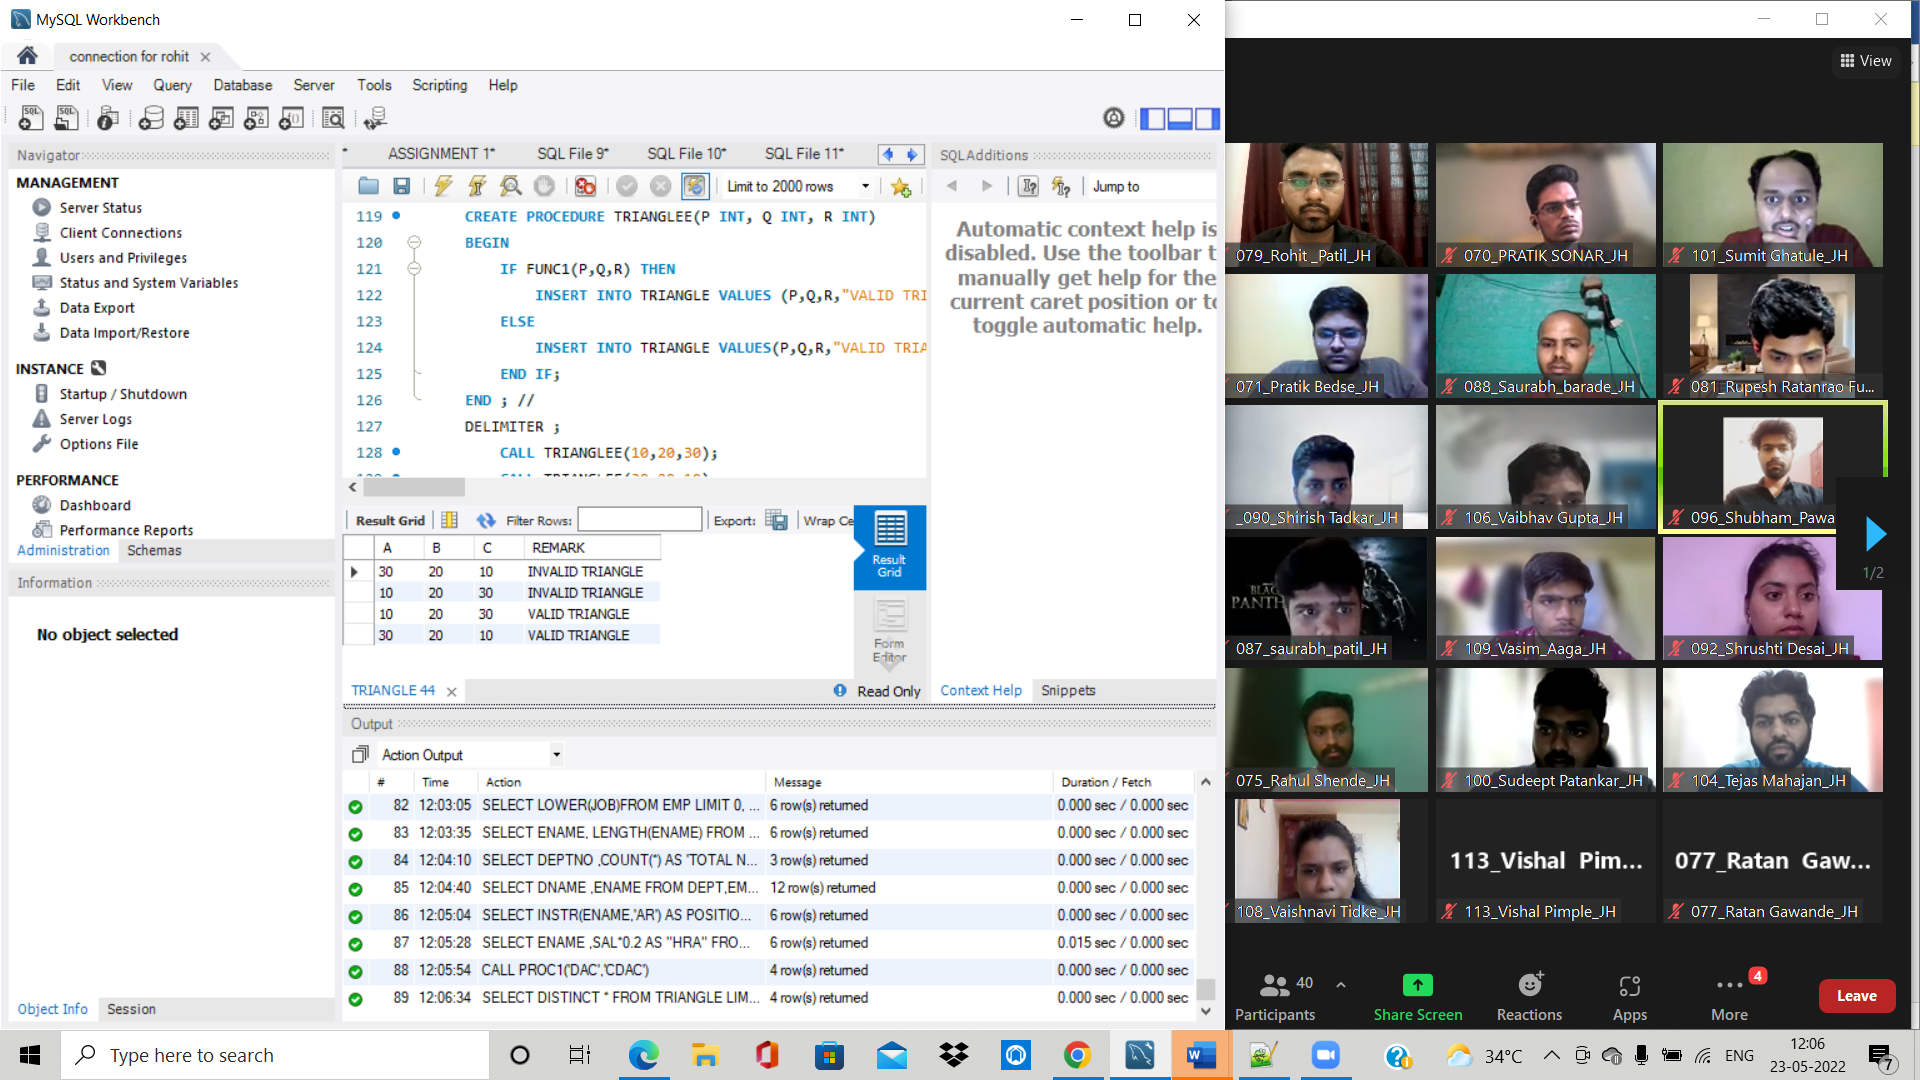 MySQL Workbench
connection for rohit
File Edit View Query Database Server Tools Scripting Help
Navigator
MANAGEMENT
Server Status
Client Connections
Users and Privileges
Status and System Variables
Data Export
Data Import/Restore
INSTANCE
Startup / Shutdown
Server Logs
Options File
PERFORMANCE
Dashboard
Performance Reports
Administration Schemas
Information
No object selected
Object Info Session
ASSIGNMENT 1* SQL File 9* SQL File 10* SQL File 11*
Limit to 2000 rows
119 CREATE PROCEDURE TRIANGLEE(P INT, Q INT, R INT)
120 BEGIN
121 IF FUNC1(P,Q,R) THEN
122 INSERT INTO TRIANGLE VALUES (P,Q,R,"VALID TRI
123 ELSE
124 INSERT INTO TRIANGLE VALUES(P,Q,R,"VALID TRIA
125 END IF;
126 END ; //
127 DELIMITER ;
128 CALL TRIANGLEE(10,20,30);
Result Grid Filter Rows: Export: Wrap Ce
A B C REMARK
30 20 10 INVALID TRIANGLE
10 20 30 INVALID TRIANGLE
10 20 30 VALID TRIANGLE
30 20 10 VALID TRIANGLE
Result Grid
Form Editor
TRIANGLE 44 Read Only
SQLAdditions
Jump to
Automatic context help is
disabled. Use the toolbar t
manually get help for the
current caret position or to
toggle automatic help.
Context Help Snippets
Output
Action Output
# Time Action Message Duration / Fetch
82 12:03:05 SELECT LOWER(JOB)FROM EMP LIMIT 0, ... 6 row(s) returned 0.000 sec / 0.000 sec
83 12:03:35 SELECT ENAME, LENGTH(ENAME) FROM ... 6 row(s) returned 0.000 sec / 0.000 sec
84 12:04:10 SELECT DEPTNO ,COUNT(*) AS 'TOTAL N... 3 row(s) returned 0.000 sec / 0.000 sec
85 12:04:40 SELECT DNAME ,ENAME FROM DEPT,EM... 12 row(s) returned 0.000 sec / 0.000 sec
86 12:05:04 SELECT INSTR(ENAME,'AR') AS POSITIO... 6 row(s) returned 0.000 sec / 0.000 sec
87 12:05:28 SELECT ENAME ,SAL*0.2 AS "HRA" FRO... 6 row(s) returned 0.015 sec / 0.000 sec
88 12:05:54 CALL PROC1('DAC','CDAC') 4 row(s) returned 0.000 sec / 0.000 sec
89 12:06:34 SELECT DISTINCT * FROM TRIANGLE LIM... 4 row(s) returned 0.000 sec / 0.000 sec
View
079_Rohit _Patil_JH 070_PRATIK SONAR_JH 101_Sumit Ghatule_JH
071_Pratik Bedse_JH 088_Saurabh_barade_JH 081_Rupesh Ratanrao Fu...
_090_Shirish Tadkar_JH 106_Vaibhav Gupta_JH 096_Shubham_Pawa
1/2
087_saurabh_patil_JH 109_Vasim_Aaga_JH 092_Shrushti Desai_JH
075_Rahul Shende_JH 100_Sudeept Patankar_JH 104_Tejas Mahajan_JH
113_Vishal Pim... 077_Ratan Gaw...
108_Vaishnavi Tidke_JH 113_Vishal Pimple_JH 077_Ratan Gawande_JH
40 4
Participants Share Screen Reactions Apps More Leave
Type here to search
34°C ENG 12:06
23-05-2022 7